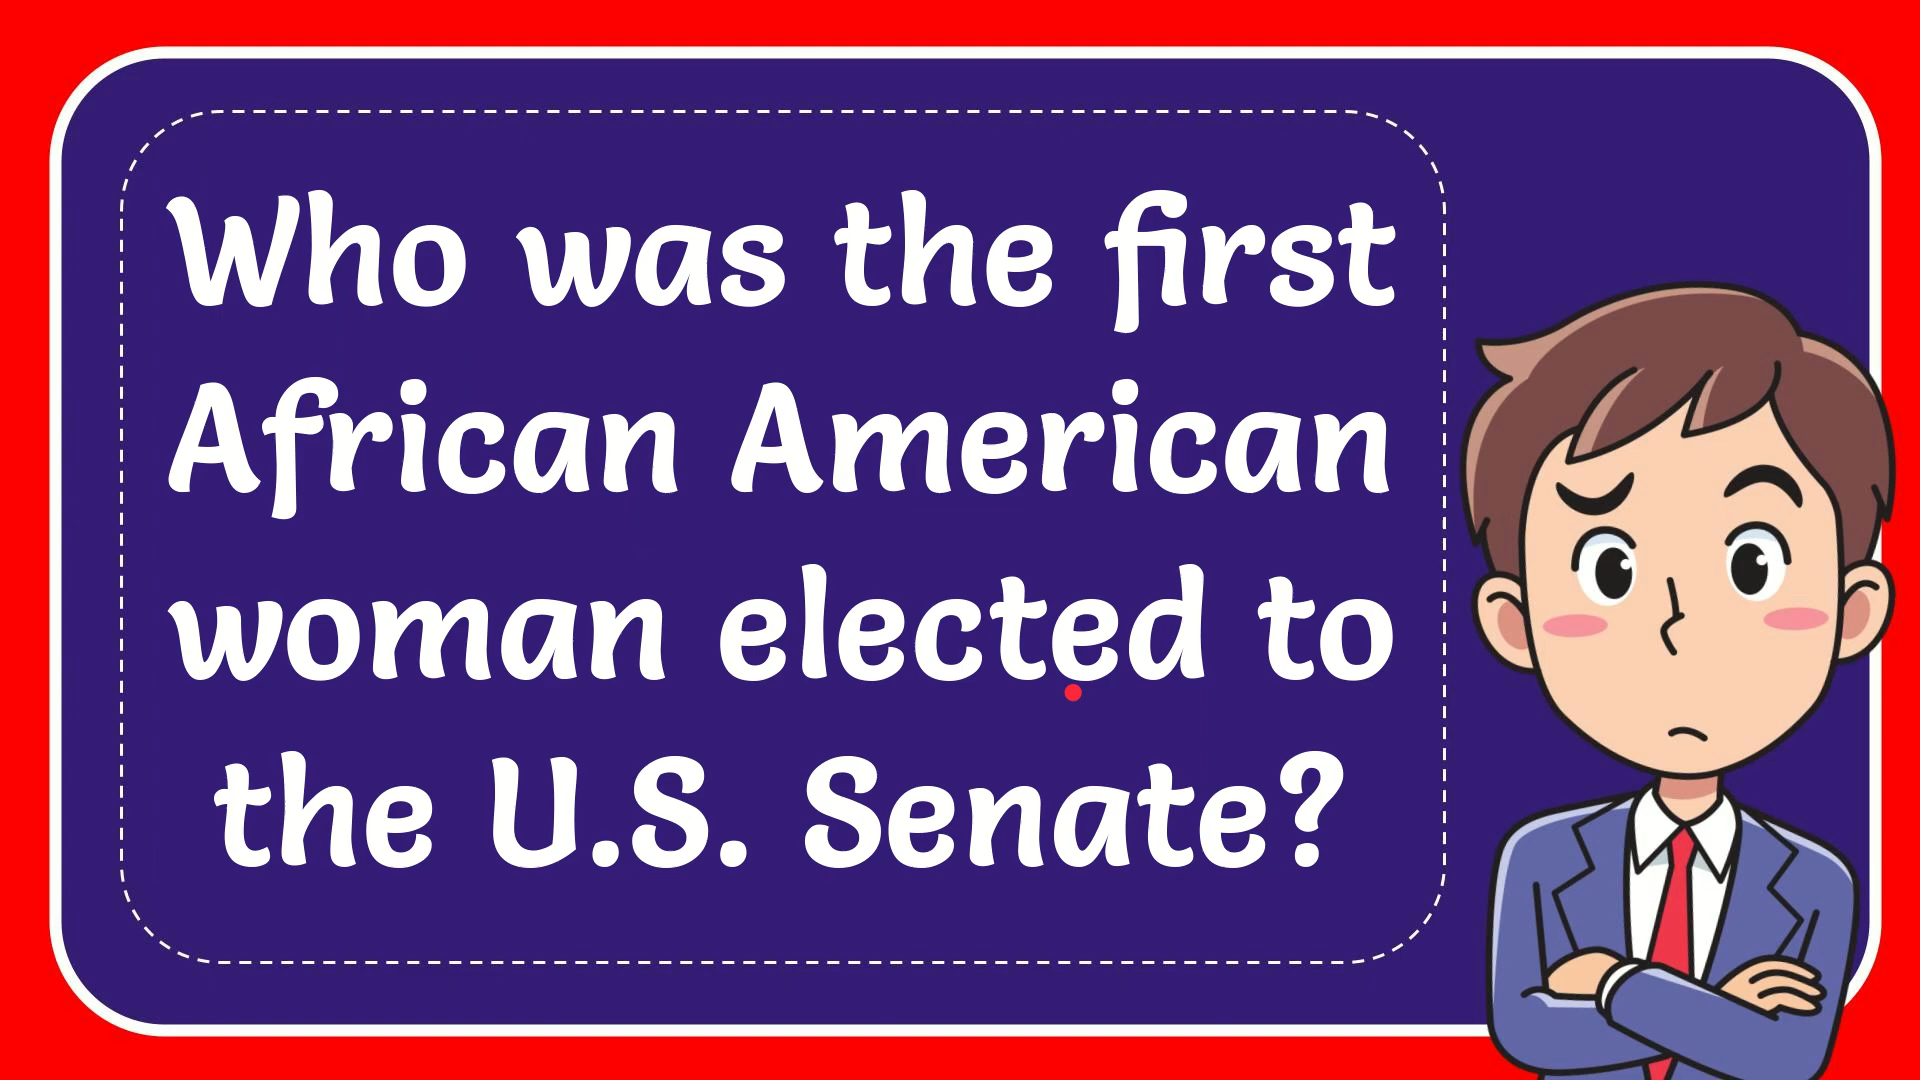 Who was the first
African American
woman elected to
the U.S. Senate?